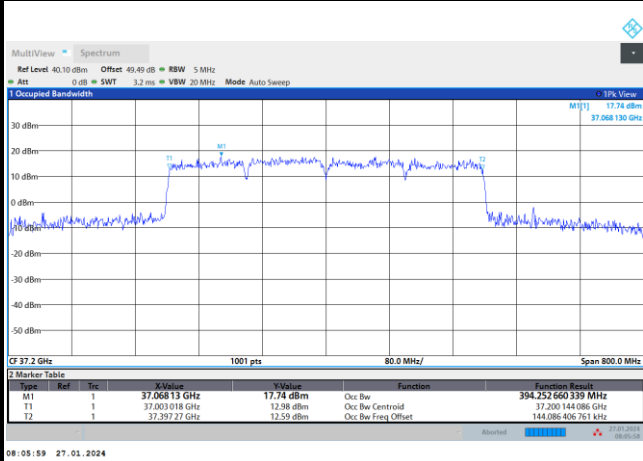 MultiView Spectrum
Ref Level 40.10 dBm Offset 49.49 dB RBW 5 MHz
Att 0 dB SWT 3.2 ms VBW 20 MHz Mode Auto Sweep
1 Occupied Bandwidth 1Pk View
M1[1] 17.74 dBm
37.068 130 GHz
30 dBm
20 dBm
T1 M1 T2
10 dBm
0 dBm
-10 dBm
-20 dBm
-30 dBm
-40 dBm
-50 dBm
CF 37.2 GHz 1001 pts 80.0 MHz/ Span 800.0 MHz
2 Marker Table
Type Ref Trc X-Value Y-Value Function Function Result
M1 1 37.068 13 GHz 17.74 dBm Occ Bw 394.252 660 339 MHz
T1 1 37.003 018 GHz 12.98 dBm Occ Bw Centroid 37.200 144 086 GHz
T2 1 37.397 27 GHz 12.59 dBm Occ Bw Freq Offset 144.086 406 761 kHz
Aborted 27.01.2024
08:05:58
08:05:59 27.01.2024